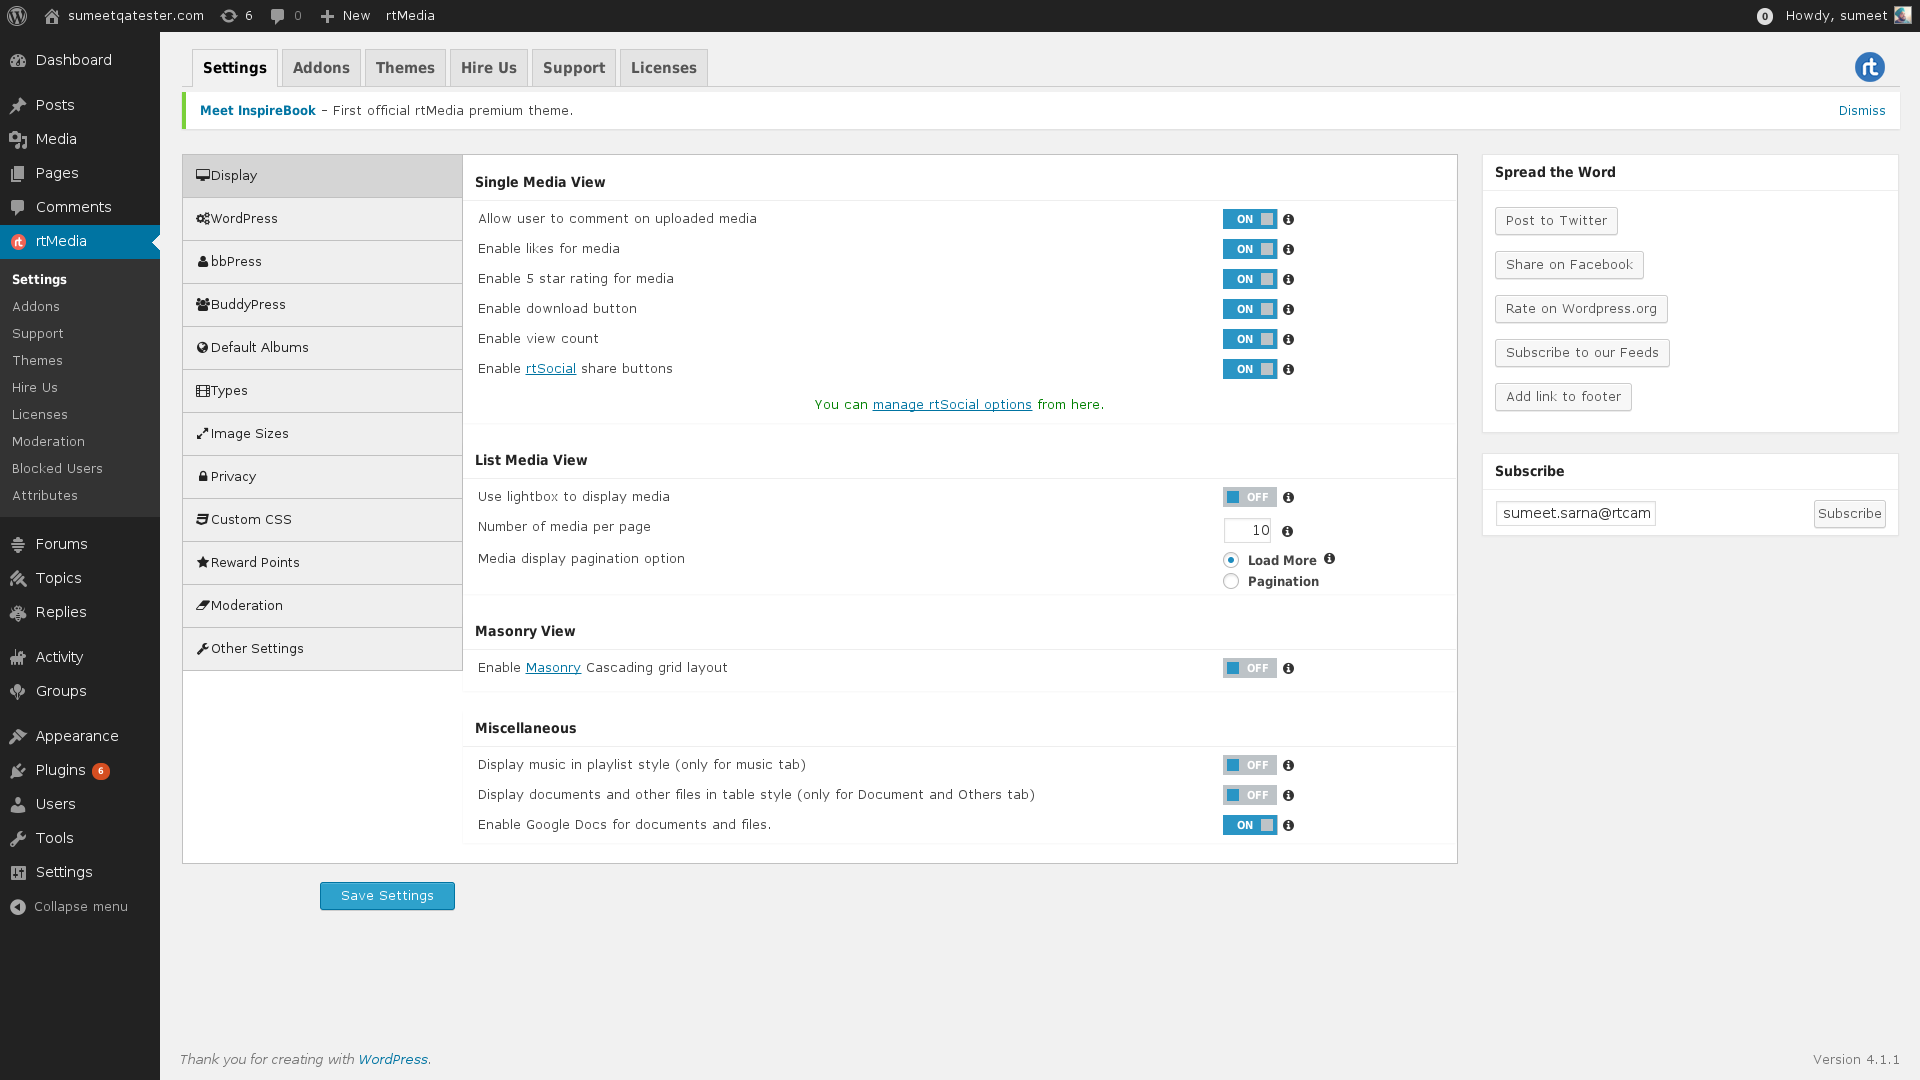 sumeetqatester.com 6 0 New rtMedia 0 Howdy, sumeet
Dashboard
Posts
Media
Pages
Comments
rtMedia
Settings
Addons
Support
Themes
Hire Us
Licenses
Moderation
Blocked Users
Attributes
Forums
Topics
Replies
Activity
Groups
Appearance
Plugins 6
Users
Tools
Settings
Collapse menu
Settings Addons Themes Hire Us Support Licenses rt
Meet InspireBook – First official rtMedia premium theme. Dismiss
Display
WordPress
bbPress
BuddyPress
Default Albums
Types
Image Sizes
Privacy
Custom CSS
Reward Points
Moderation
Other Settings
Single Media View
Allow user to comment on uploaded media ON
Enable likes for media ON
Enable 5 star rating for media ON
Enable download button ON
Enable view count ON
Enable rtSocial share buttons ON
You can manage rtSocial options from here.
List Media View
Use lightbox to display media OFF
Number of media per page 10
Media display pagination option Load More
Pagination
Masonry View
Enable Masonry Cascading grid layout OFF
Miscellaneous
Display music in playlist style (only for music tab) OFF
Display documents and other files in table style (only for Document and Others tab) OFF
Enable Google Docs for documents and files. ON
Save Settings
Spread the Word
Post to Twitter
Share on Facebook
Rate on Wordpress.org
Subscribe to our Feeds
Add link to footer
Subscribe
sumeet.sarna@rtcam Subscribe
Thank you for creating with WordPress. Version 4.1.1